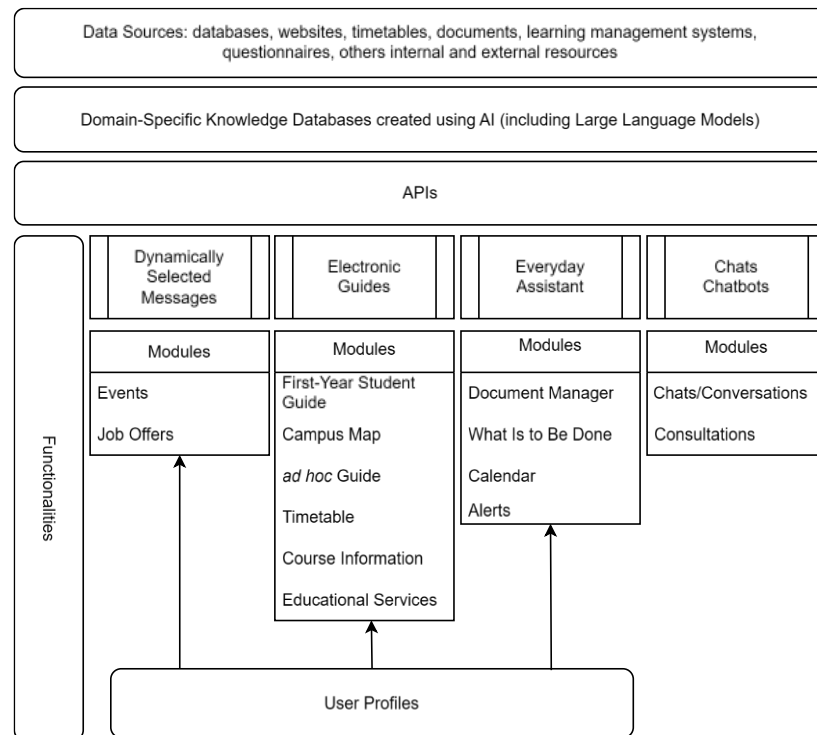 Data Sources: databases, websites, timetables, documents, learning management systems,
questionnaires, others internal and external resources
Domain-Specific Knowledge Databases created using AI (including Large Language Models)
APIs
Functionalities
Dynamically
Selected
Messages
Modules
Events
Job Offers
Electronic
Guides
Modules
First-Year Student
Guide
Campus Map
ad hoc Guide
Timetable
Course Information
Educational Services
Everyday
Assistant
Modules
Document Manager
What Is to Be Done
Calendar
Alerts
Chats
Chatbots
Modules
Chats/Conversations
Consultations
User Profiles